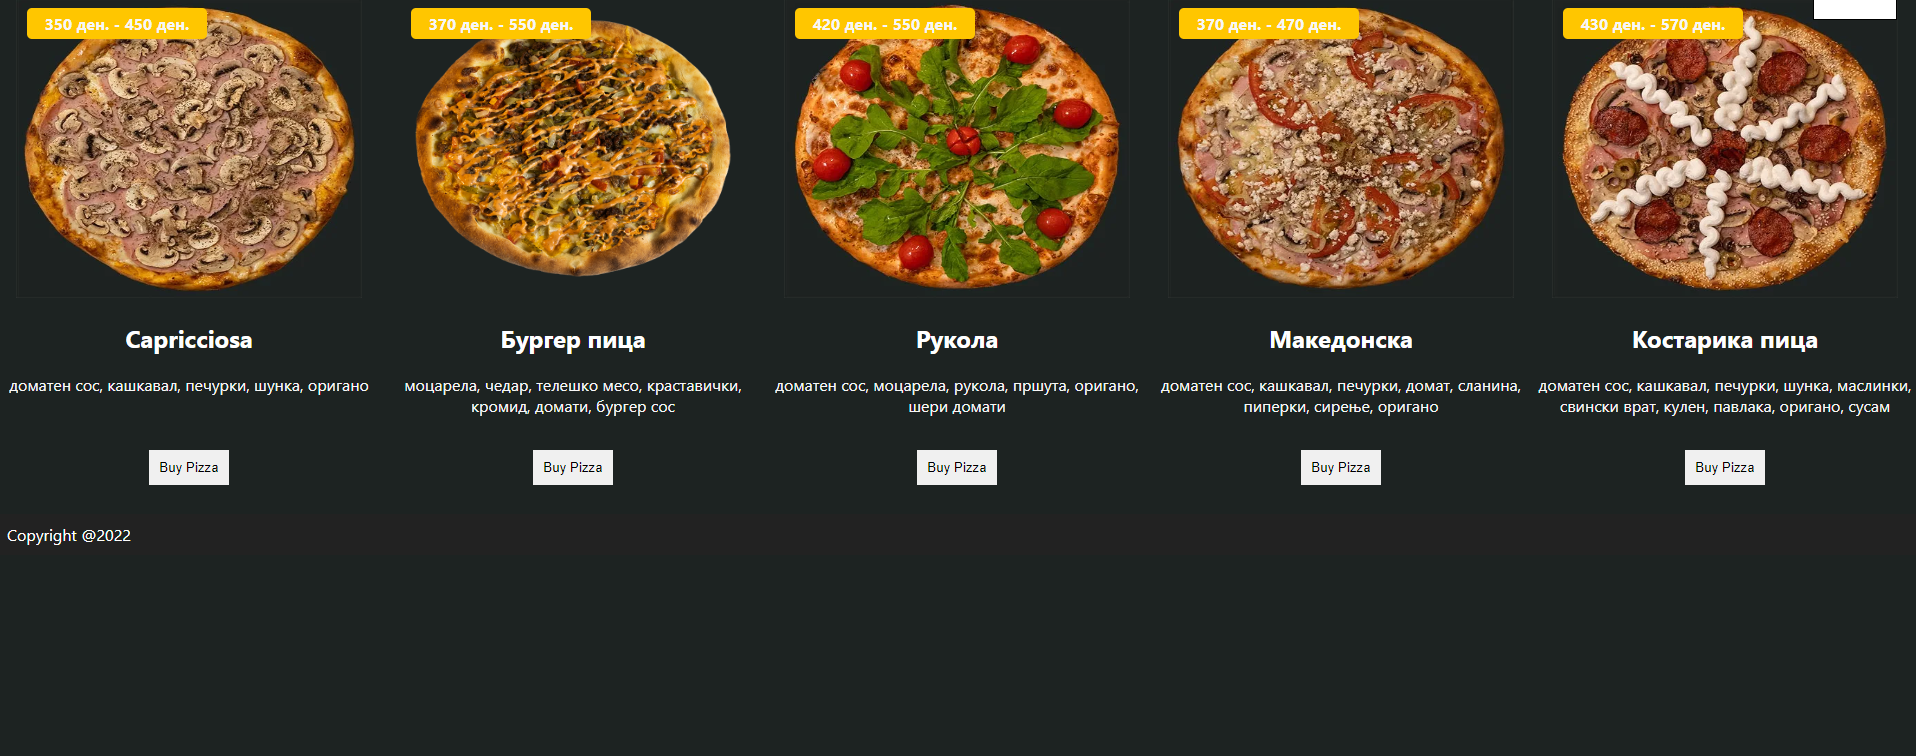 350 ден. - 450 ден.
370 ден. - 550 ден.
420 ден. - 550 ден.
370 ден. - 470 ден.
430 ден. - 570 ден.
Capricciosa
Бургер пица
Рукола
Македонска
Костарика пица
доматен сос, кашкавал, печурки, шунка, оригано
моцарела, чедар, телешко месо, краставички,
кромид, домати, бургер сос
доматен сос, моцарела, рукола, пршута, оригано,
шери домати
доматен сос, кашкавал, печурки, домат, сланина,
пиперки, сирење, оригано
доматен сос, кашкавал, печурки, шунка, маслинки,
свински врат, кулен, павлака, оригано, сусам
Buy Pizza
Buy Pizza
Buy Pizza
Buy Pizza
Buy Pizza
Copyright @2022